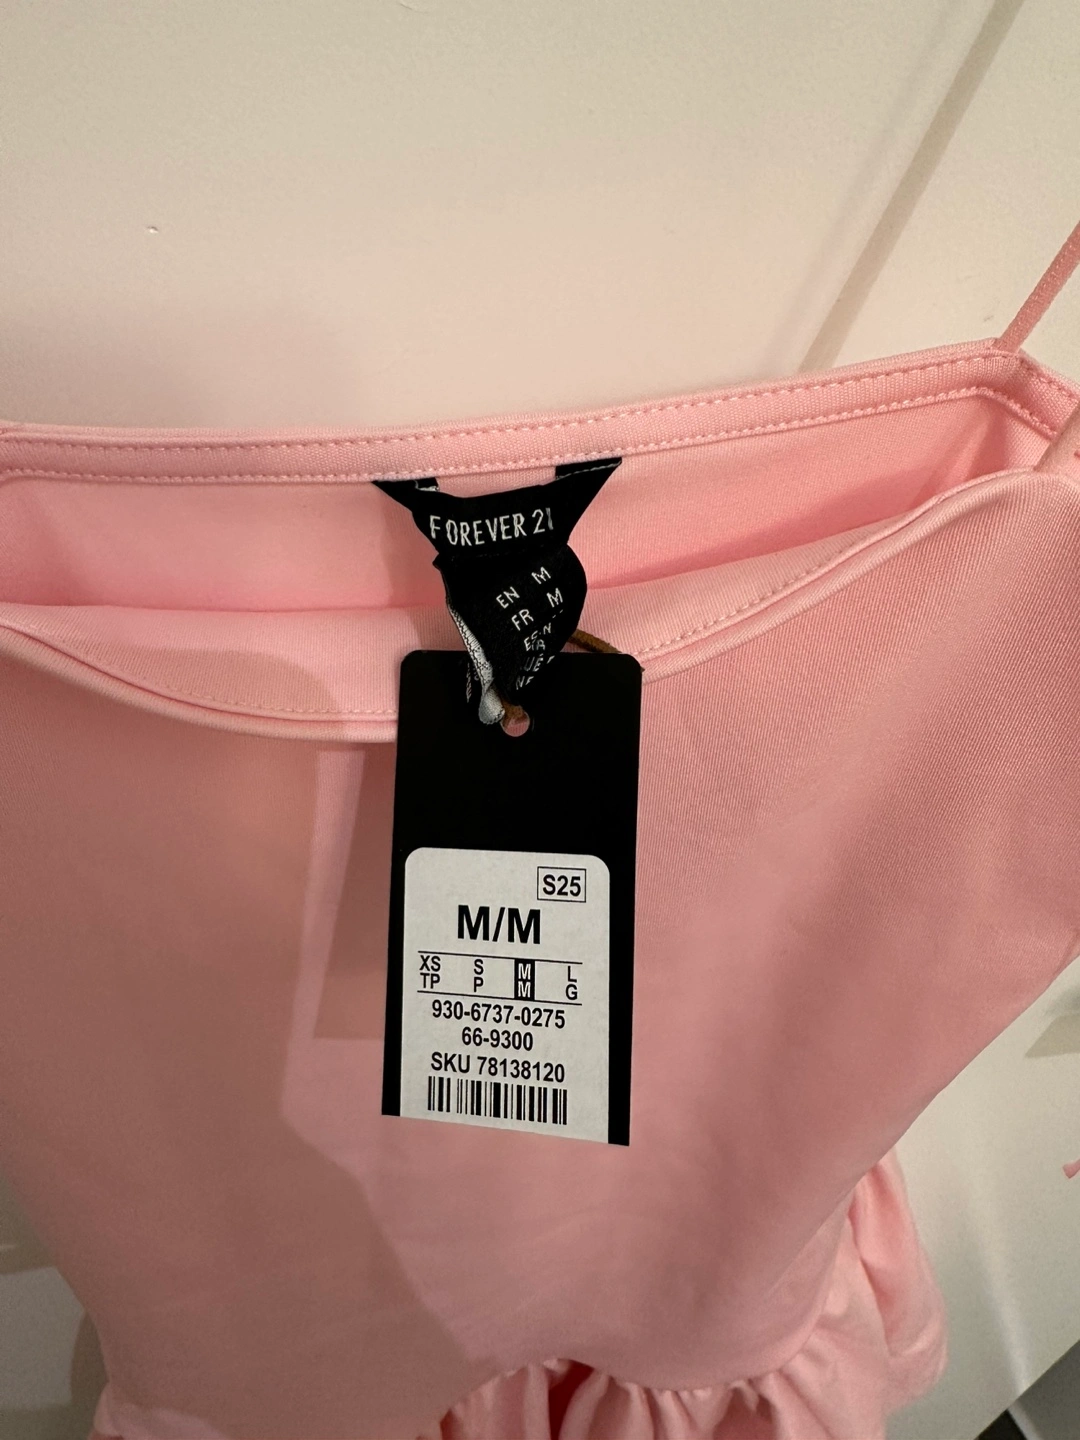 FOREVER 21
EN M
FR M
S25
M/M
XS S M L
TP P M G
930-6737-0275
66-9300
SKU 78138120